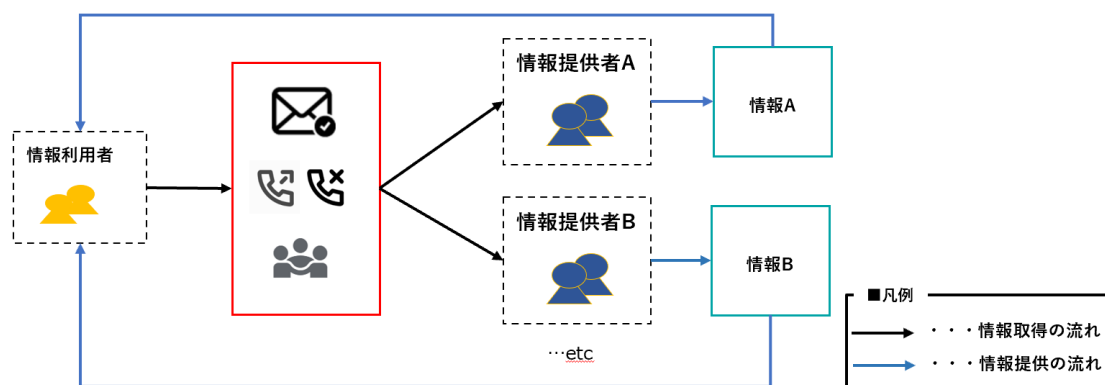 情報利用者
情報提供者A
情報A
情報提供者B
情報B
…etc
■凡例
・・・情報取得の流れ
・・・情報提供の流れ